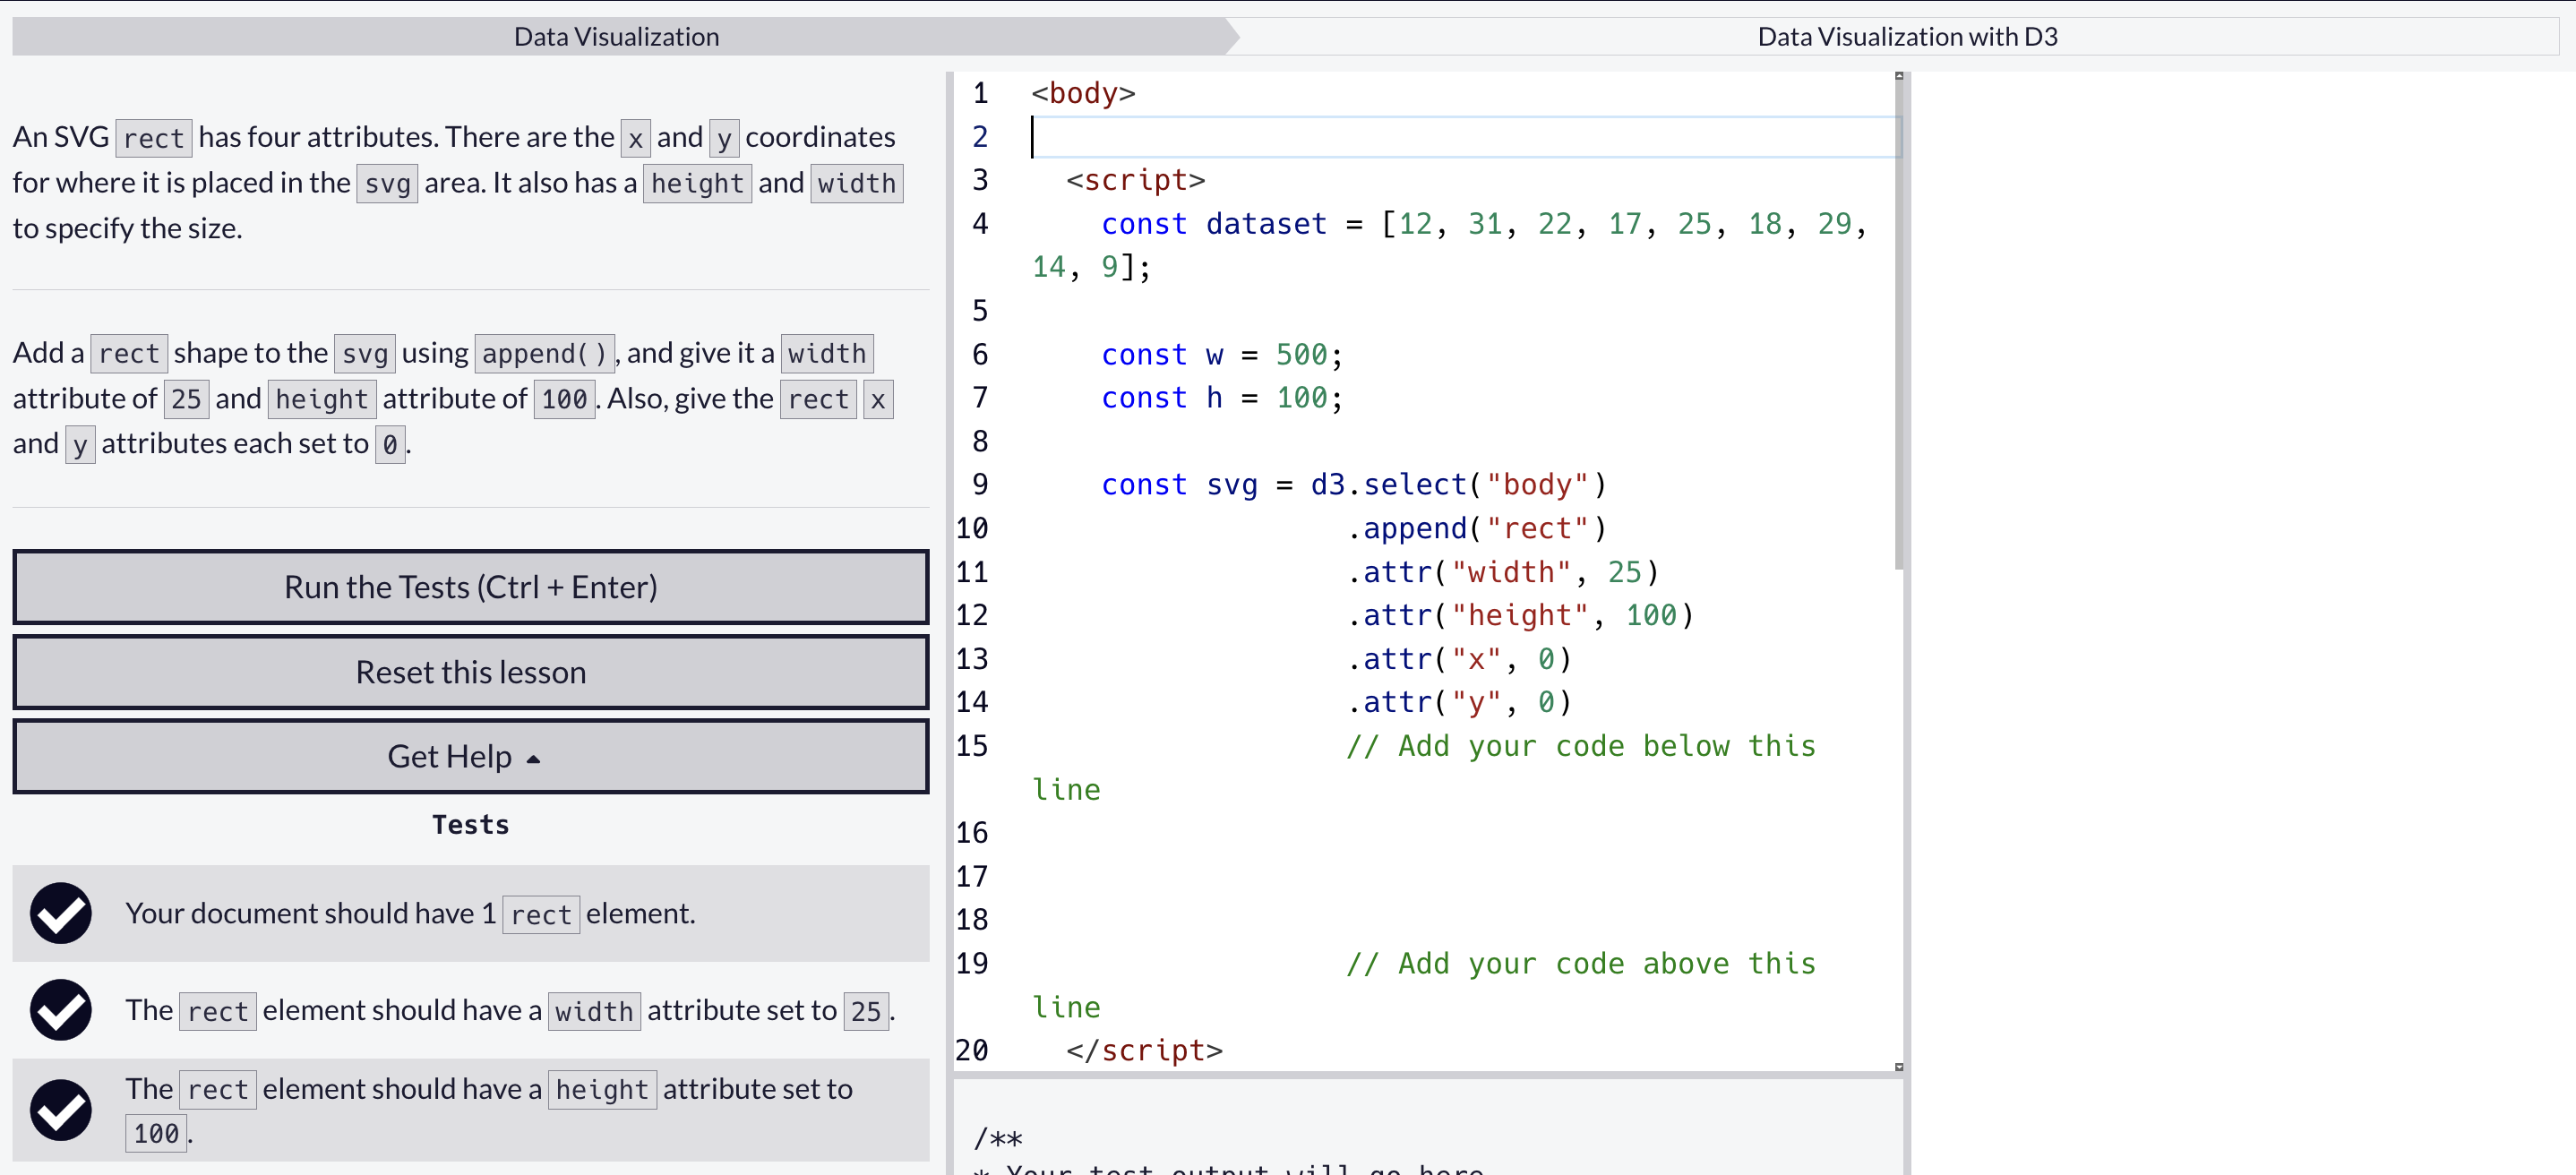 Data Visualization
Data Visualization with D3
An SVG rect has four attributes. There are the x and y coordinates
for where it is placed in the svg area. It also has a height and width
to specify the size.
Add a rect shape to the svg using append(), and give it a width
attribute of 25 and height attribute of 100. Also, give the rect x
and y attributes each set to 0.
Run the Tests (Ctrl + Enter)
Reset this lesson
Get Help
Tests
Your document should have 1 rect element.
The rect element should have a width attribute set to 25.
The rect element should have a height attribute set to
100.
1 <body>
2
3 <script>
4 const dataset = [12, 31, 22, 17, 25, 18, 29,
14, 9];
5
6 const w = 500;
7 const h = 100;
8
9 const svg = d3.select("body")
10 .append("rect")
11 .attr("width", 25)
12 .attr("height", 100)
13 .attr("x", 0)
14 .attr("y", 0)
15 // Add your code below this
line
16
17
18
19 // Add your code above this
line
20 </script>
/**
* Your test output will go here